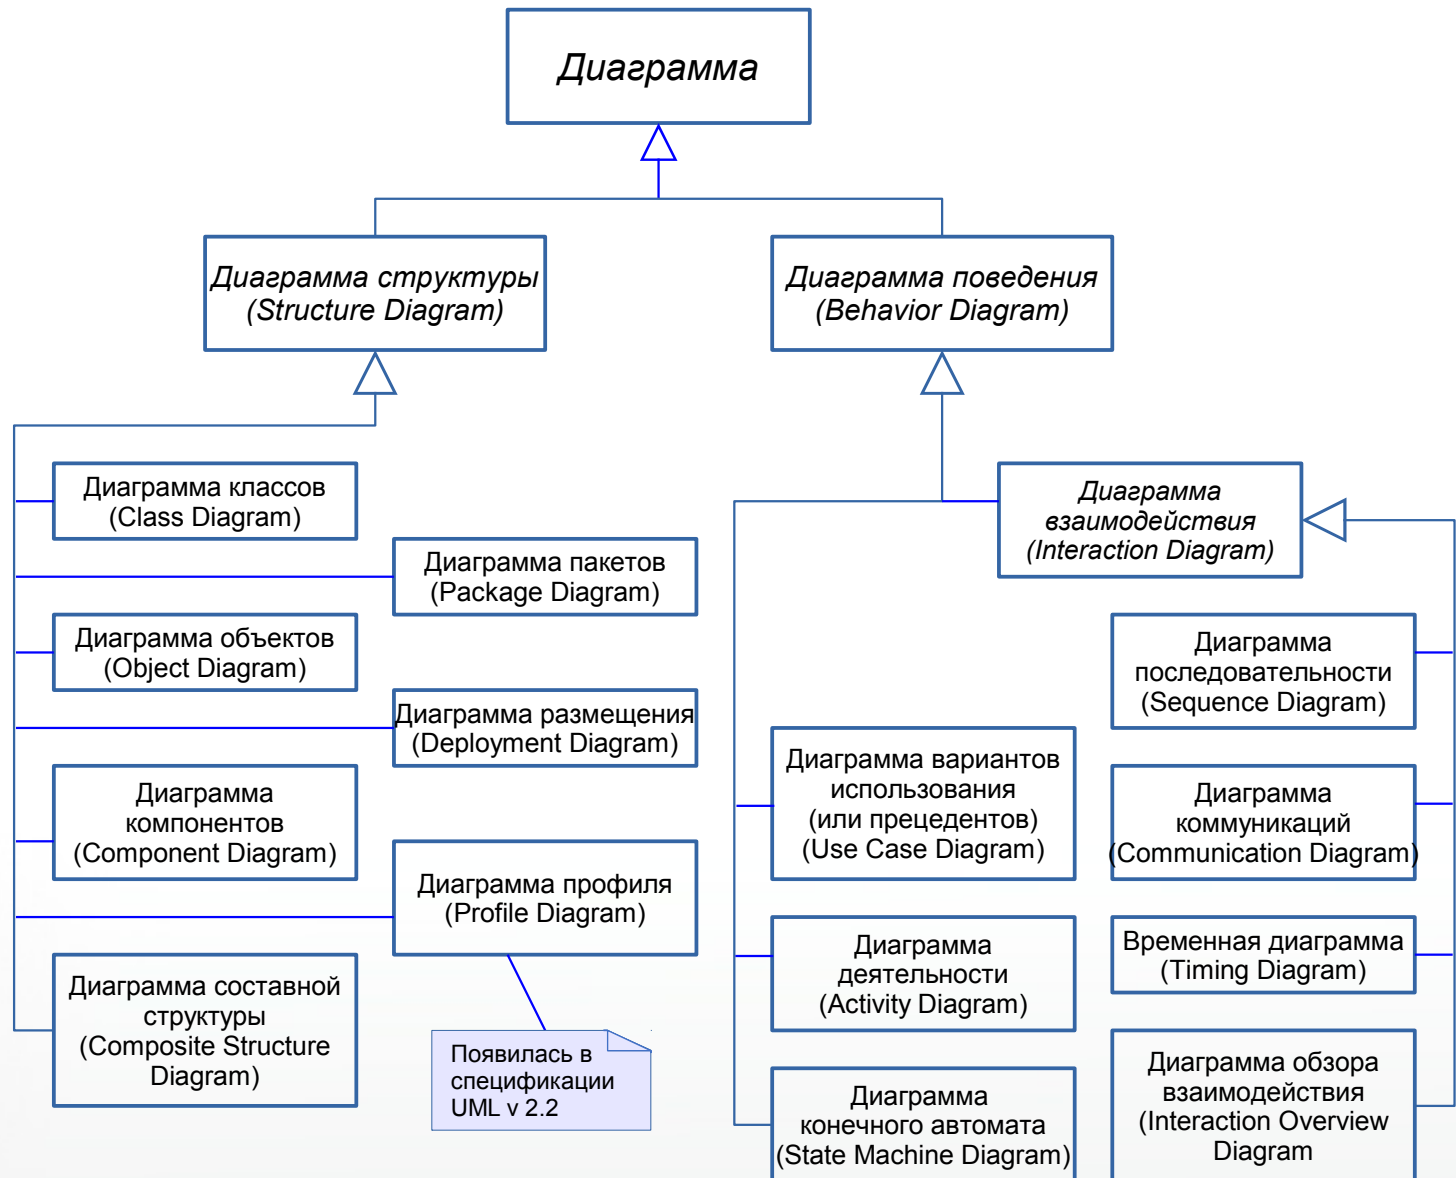 Диаграмма
Диаграмма структуры
(Structure Diagram)
Диаграмма поведения
(Behavior Diagram)
Диаграмма классов
(Class Diagram)
Диаграмма пакетов
(Package Diagram)
Диаграмма объектов
(Object Diagram)
Диаграмма размещения
(Deployment Diagram)
Диаграмма
компонентов
(Component Diagram)
Диаграмма профиля
(Profile Diagram)
Диаграмма составной
структуры
(Composite Structure
Diagram)
Появилась в
спецификации
UML v 2.2
Диаграмма
взаимодействия
(Interaction Diagram)
Диаграмма вариантов
использования
(или прецедентов)
(Use Case Diagram)
Диаграмма
деятельности
(Activity Diagram)
Диаграмма
конечного автомата
(State Machine Diagram)
Диаграмма
последовательности
(Sequence Diagram)
Диаграмма
коммуникаций
(Communication Diagram)
Временная диаграмма
(Timing Diagram)
Диаграмма обзора
взаимодействия
(Interaction Overview
Diagram